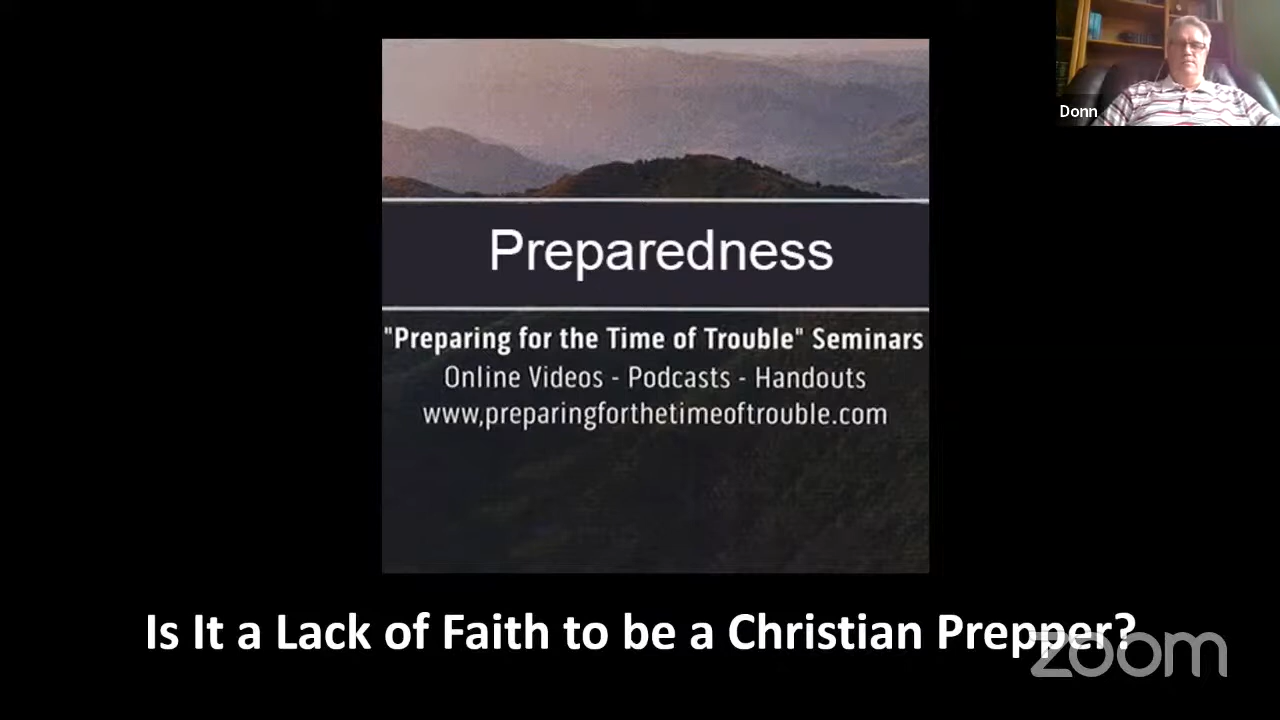 Donn
Preparedness
"Preparing for the Time of Trouble" Seminars
Online Videos - Podcasts - Handouts
www,preparingforthetimeoftrouble.com
Is It a Lack of Faith to be a Christian Prepper?
zoom